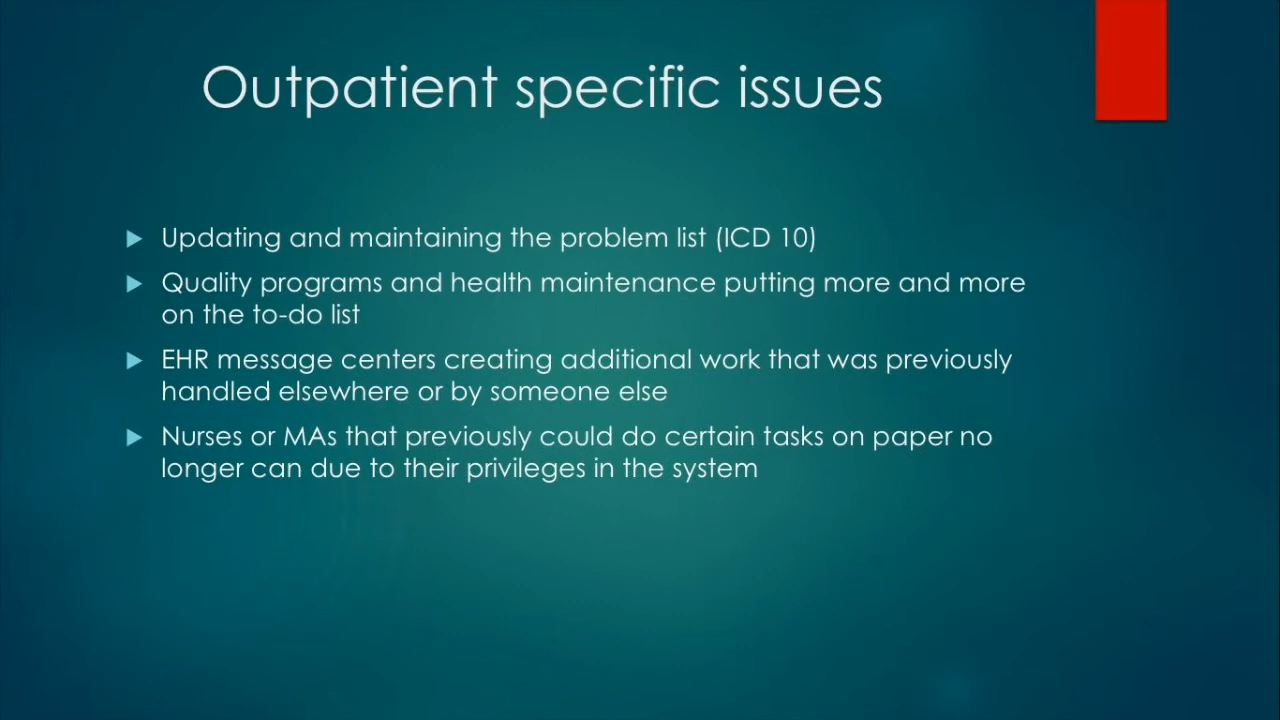 Outpatient specific issues
Updating and maintaining the problem list (ICD 10)
Quality programs and health maintenance putting more and more
on the to-do list
EHR message centers creating additional work that was previously
handled elsewhere or by someone else
Nurses or MAs that previously could do certain tasks on paper no
longer can due to their privileges in the system